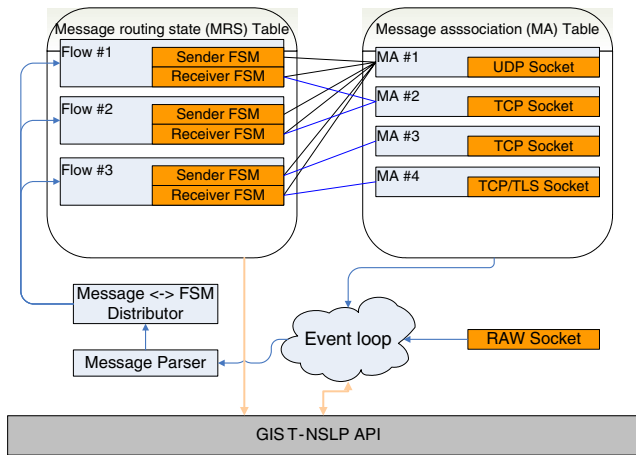 Message routing state (MRS) Table
Message asssociation (MA) Table
Flow #1
Sender FSM
Receiver FSM
Flow #2
Sender FSM
Receiver FSM
Flow #3
Sender FSM
Receiver FSM
MA #1
UDP Socket
MA #2
TCP Socket
MA #3
TCP Socket
MA #4
TCP/TLS Socket
Message <-> FSM
Distributor
Message Parser
Event loop
RAW Socket
GIST-NSLP API